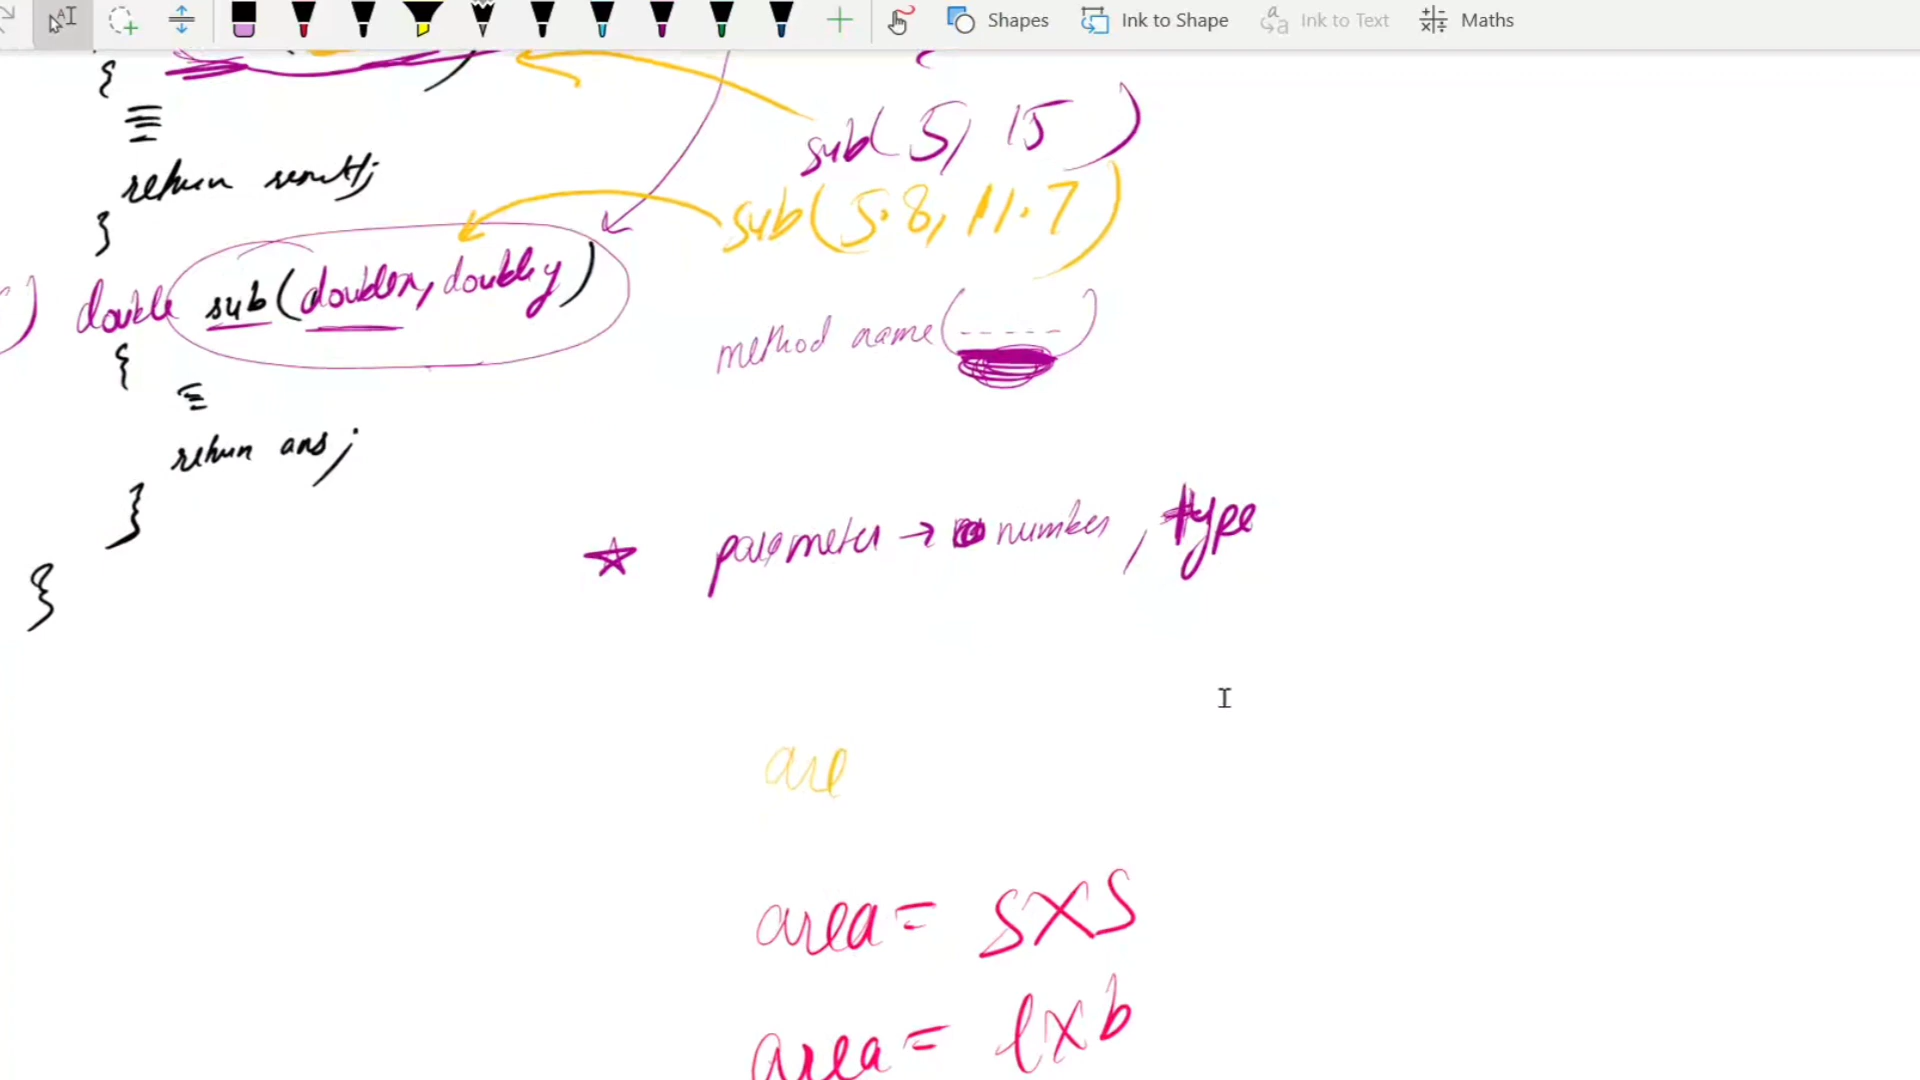 Shapes Ink to Shape Ink to Text Maths
{
sub(5, 15)
return result;
}
sub(5.8, 11.7)
) double sub(double x, double y)
method name(-----)
{
return ans;
}
☆ parameter → number, type
}
are
area = s×s
area = l×b